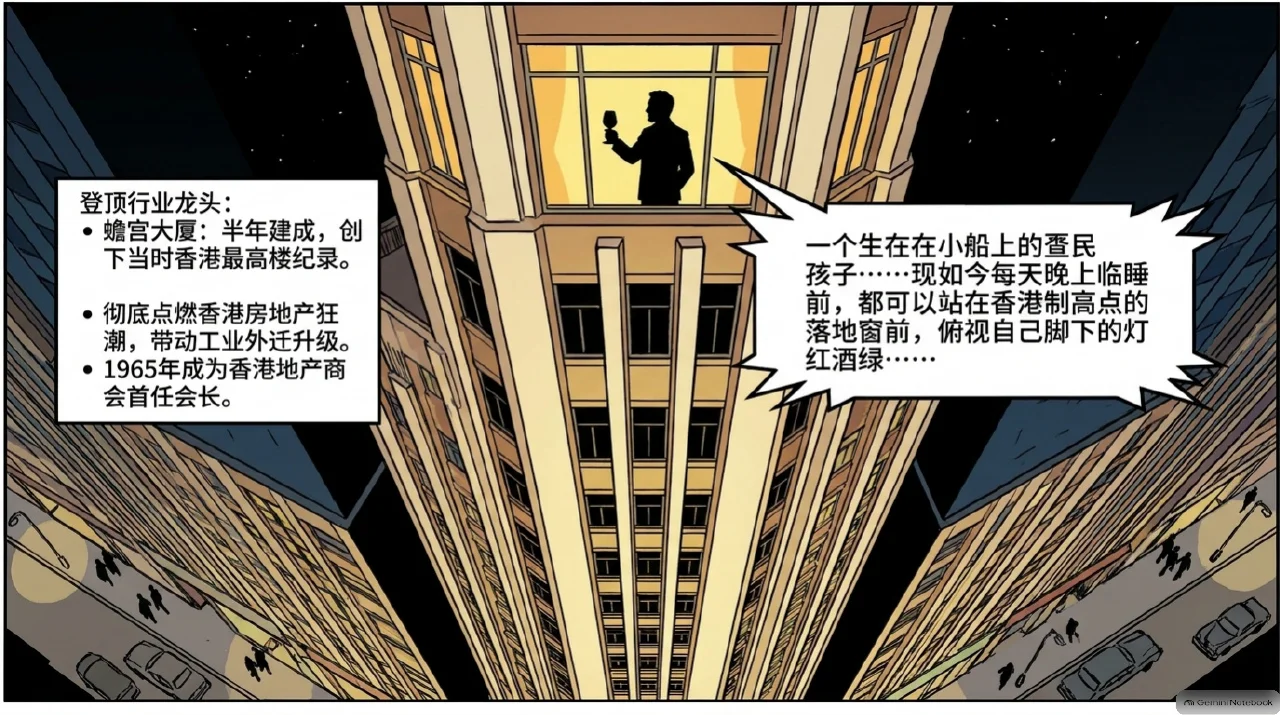 登顶行业龙头：
• 蟾宫大厦：半年建成，创
下当时香港最高楼纪录。
• 彻底点燃香港房地产狂
潮，带动工业外迁升级。
• 1965年成为香港地产商
会首任会长。
一个生在在小船上的疍民
孩子……现如今每天晚上临睡
前，都可以站在香港制高点的
落地窗前，俯视自己脚下的灯
红酒绿……
Gemini Notebook